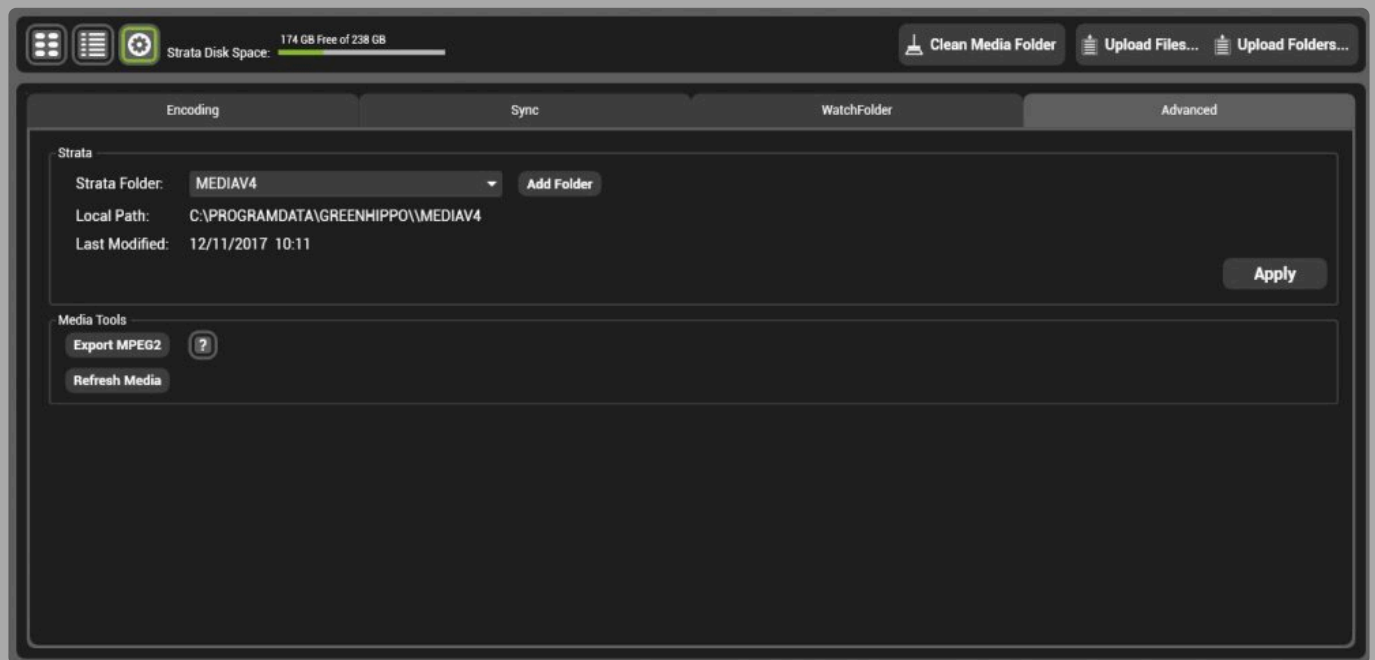 174 GB Free of 238 GB
Strata Disk Space:
Clean Media Folder
Upload Files...
Upload Folders...
Encoding
Sync
WatchFolder
Advanced
Strata
Strata Folder:
MEDIAV4
Add Folder
Local Path:
C:\PROGRAMDATA\GREENHIPPO\\MEDIAV4
Last Modified:
12/11/2017 10:11
Apply
Media Tools
Export MPEG2
?
Refresh Media